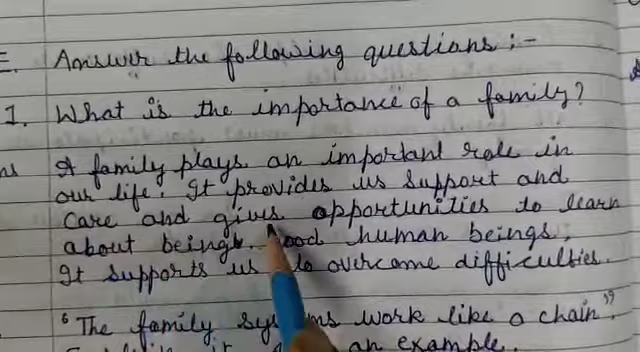 E. Answer the following questions :-
1. What is the importance of a family?
ns A family plays an important role in
our life. It provides us support and
care and gives opportunities to learn
about being human beings.
It supports us to overcome difficulties.
"The family work like a chain".
an example.